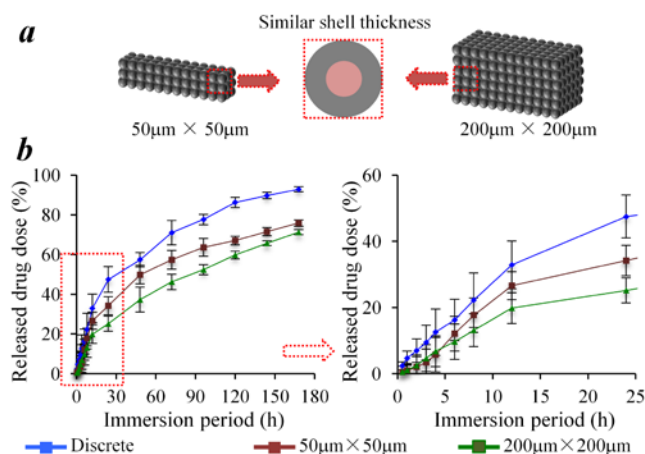 a
Similar shell thickness
50μm × 50μm
200μm × 200μm
b
Released drug dose (%)
100
80
60
40
20
0
0 30 60 90 120 150 180
Immersion period (h)
Released drug dose (%)
60
40
20
0
0 5 10 15 20 25
Immersion period (h)
Discrete
50μm×50μm
200μm×200μm